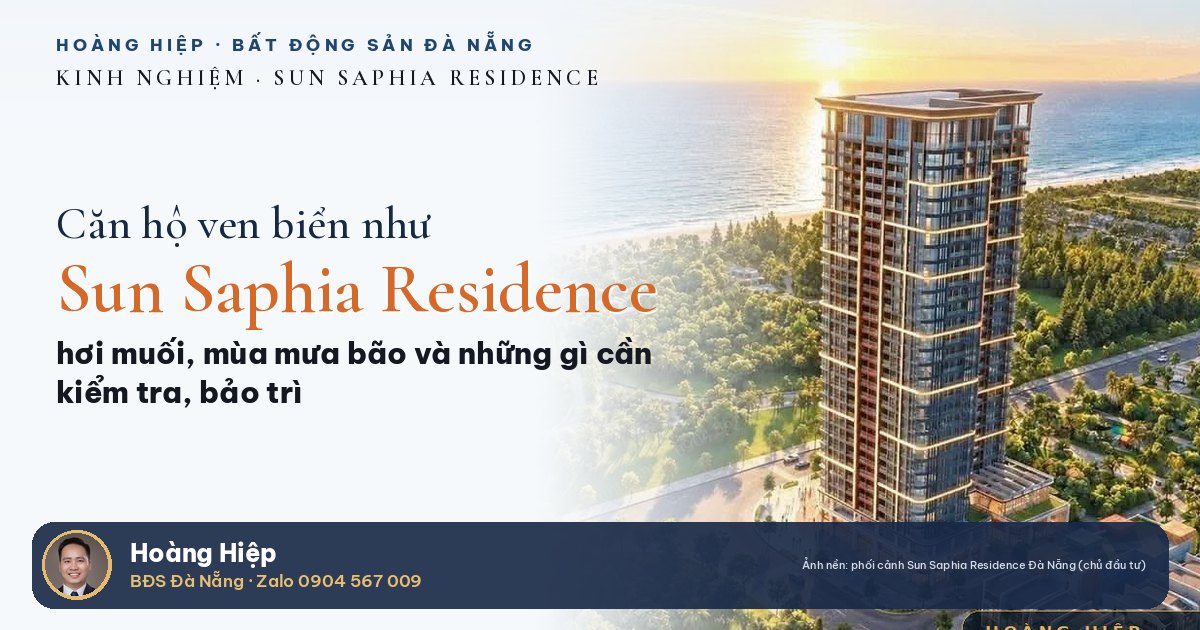 HOÀNG HIỆP · BẤT ĐỘNG SẢN ĐÀ NẴNG
KINH NGHIỆM · SUN SAPHIA RESIDENCE
Căn hộ ven biển như
Sun Saphia Residence
hơi muối, mùa mưa bão và những gì cần
kiểm tra, bảo trì
Hoàng Hiệp
BĐS Đà Nẵng · Zalo 0904 567 009
Ảnh nền: phối cảnh Sun Saphia Residence Đà Nẵng (chủ đầu tư)
HOÀNG HIỆP